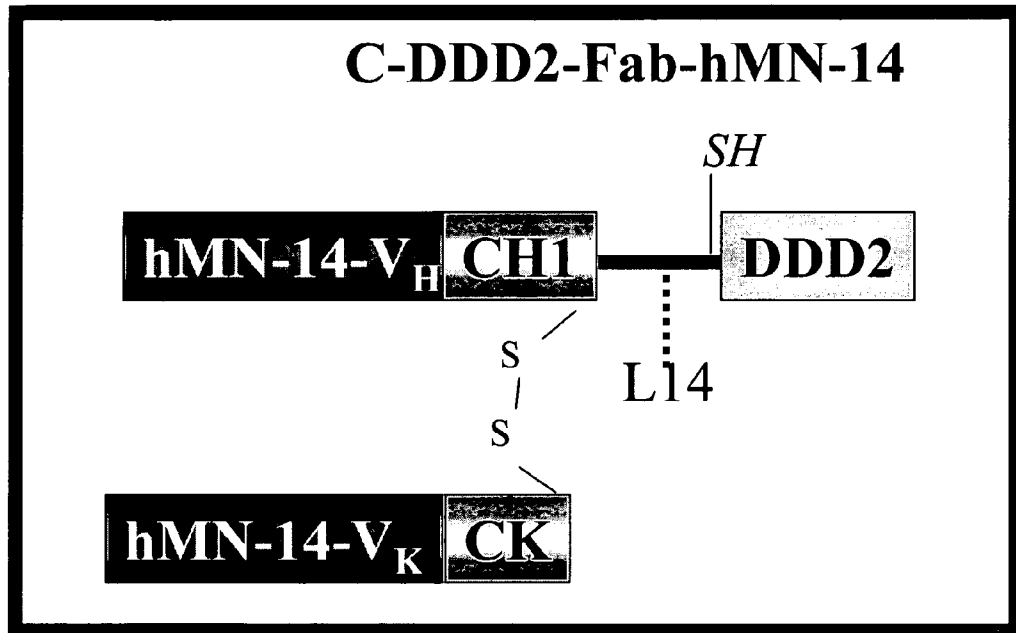 C-DDD2-Fab-hMN-14
SH
hMN-14-VH CH1 DDD2
L14
S
S
hMN-14-VK CK